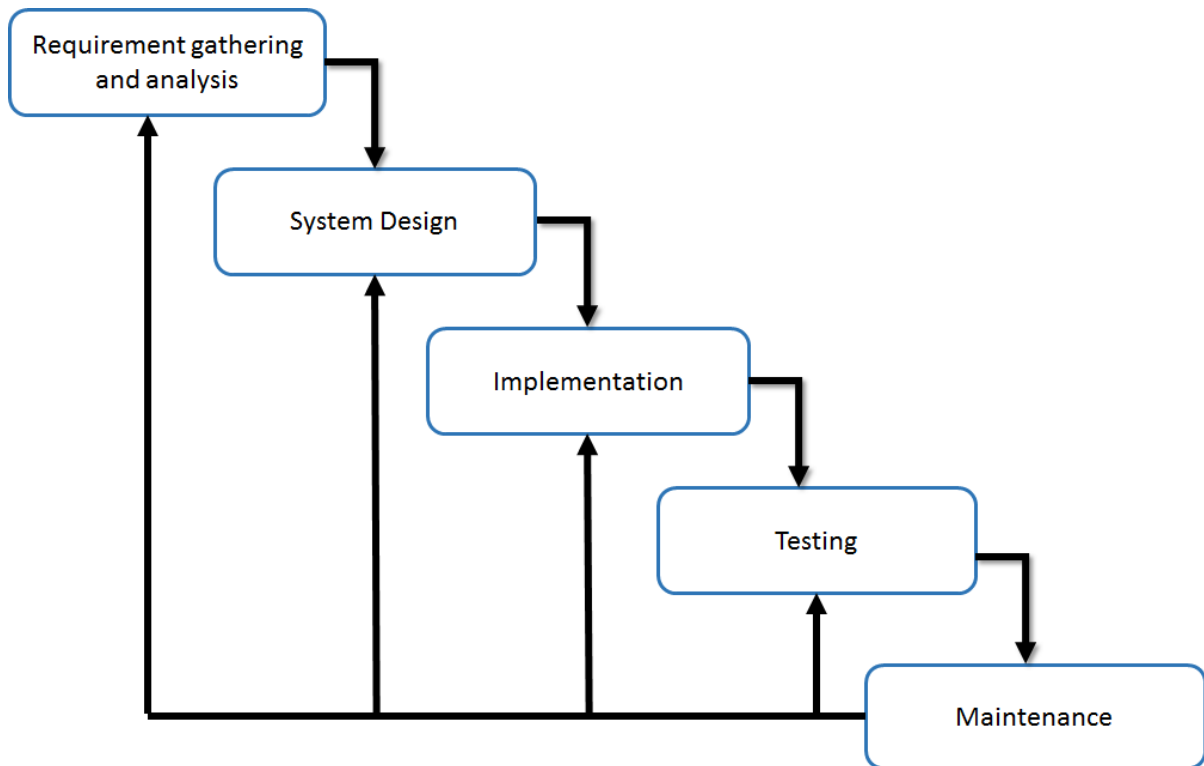 Requirement gathering
and analysis
System Design
Implementation
Testing
Maintenance